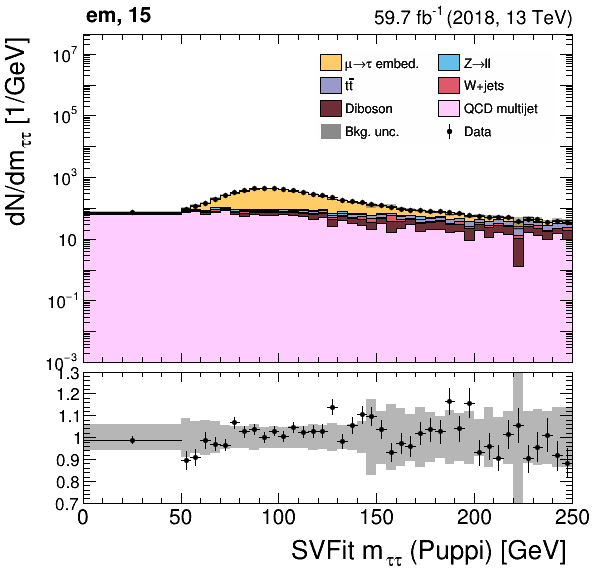 em, 15
59.7 fb⁻¹ (2018, 13 TeV)
dN/dm_ττ [1/GeV]
10⁷
10⁵
10³
10
10⁻¹
10⁻³
μ→τ embed.
Z→ll
tt̄
W+jets
Diboson
QCD multijet
Bkg. unc.
Data
1.3
1.2
1.1
1
0.9
0.8
0.7
0 50 100 150 200 250
SVFit m_ττ (Puppi) [GeV]